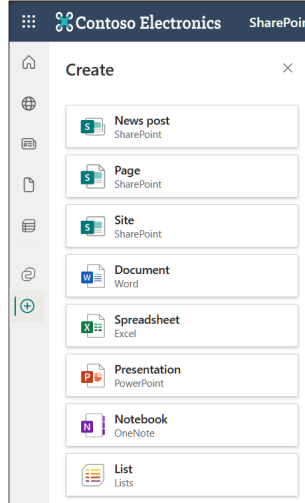 Contoso Electronics
SharePoin
Create
News post
SharePoint
Page
SharePoint
Site
SharePoint
Document
Word
Spreadsheet
Excel
Presentation
PowerPoint
Notebook
OneNote
List
Lists